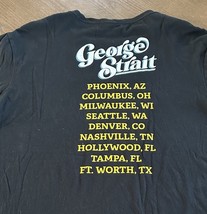 George
Strait
PHOENIX, AZ
COLUMBUS, OH
MILWAUKEE, WI
SEATTLE, WA
DENVER, CO
NASHVILLE, TN
HOLLYWOOD, FL
TAMPA, FL
FT. WORTH, TX